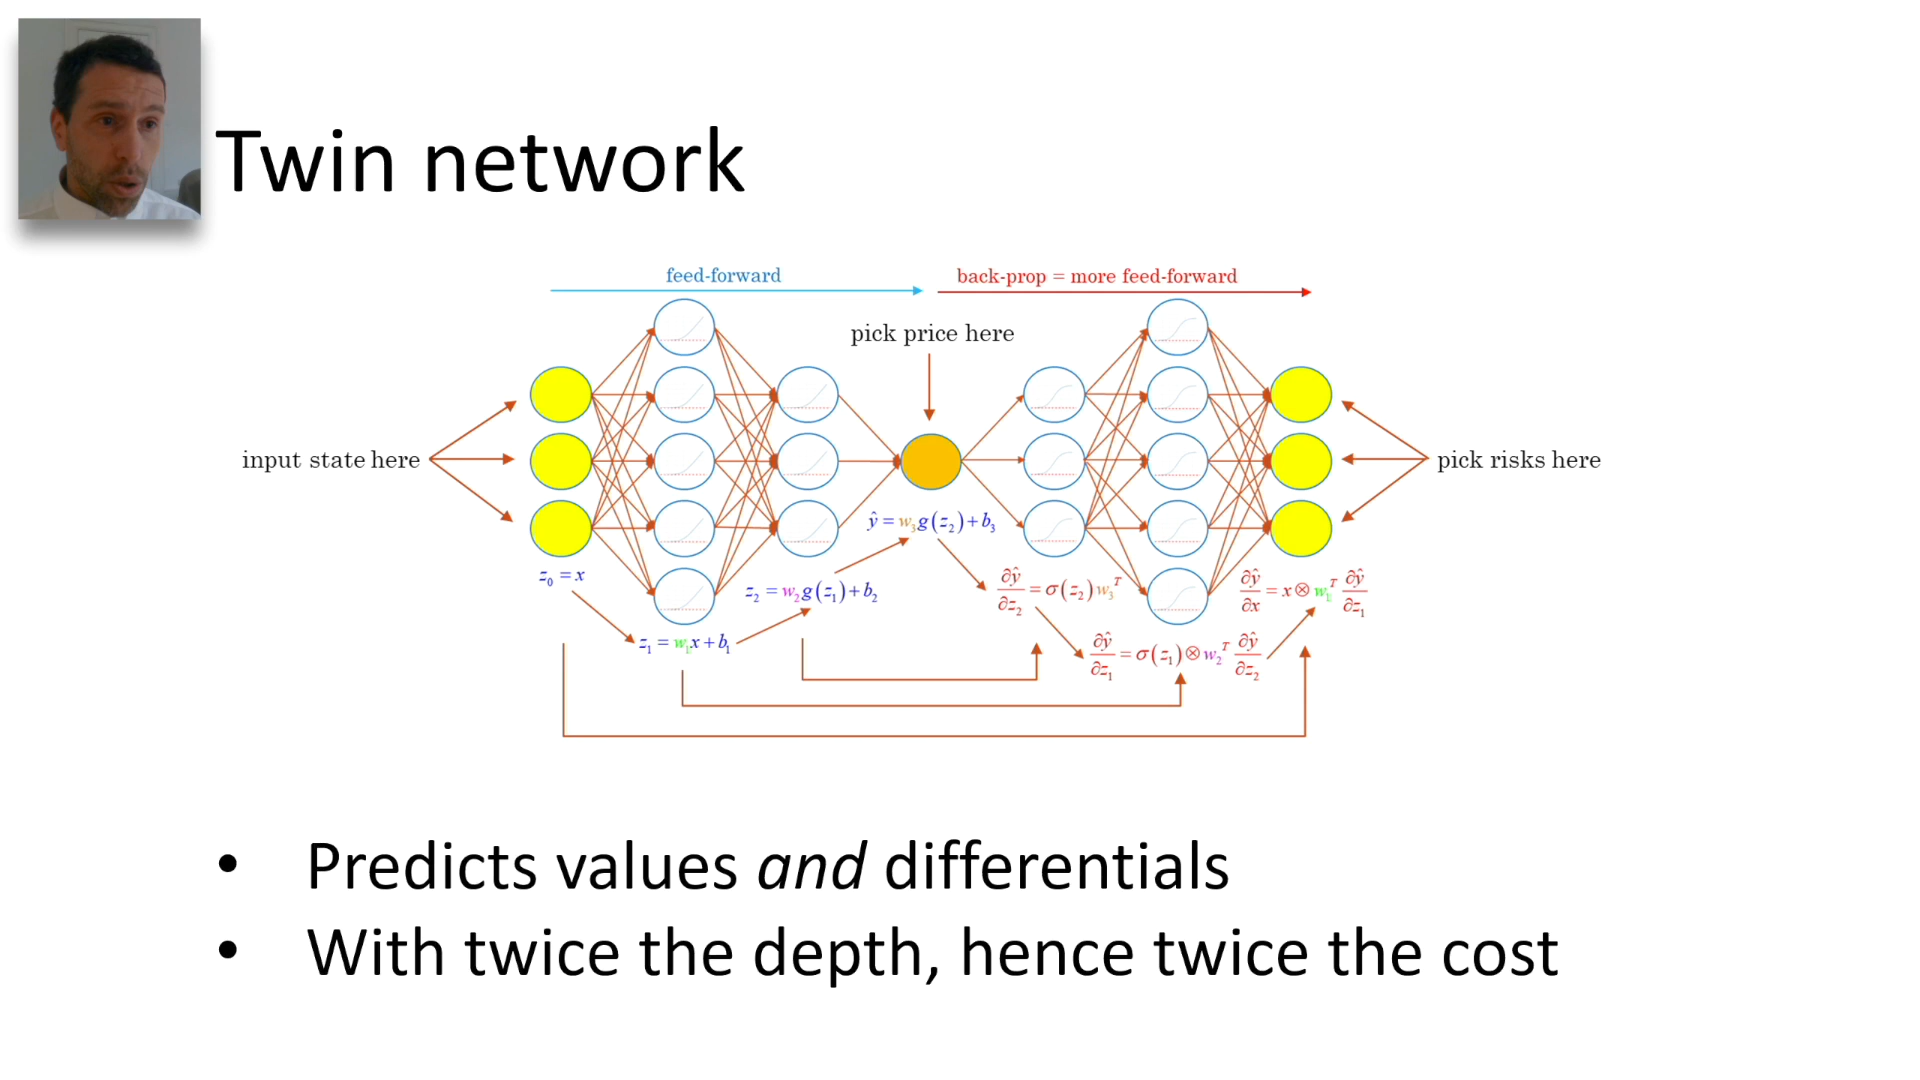 Twin network
feed-forward
back-prop = more feed-forward
pick price here
input state here
pick risks here
ŷ = w₃g(z₂)+b₃
z₀ = x
z₂ = w₂g(z₁)+b₂
∂ŷ/∂z₂ = σ(z₂)w₃ᵀ
∂ŷ/∂x = x⊗w₁ᵀ ∂ŷ/∂z₁
z₁ = w₁x+b₁
∂ŷ/∂z₁ = σ(z₁)⊗w₂ᵀ ∂ŷ/∂z₂
• Predicts values and differentials
• With twice the depth, hence twice the cost